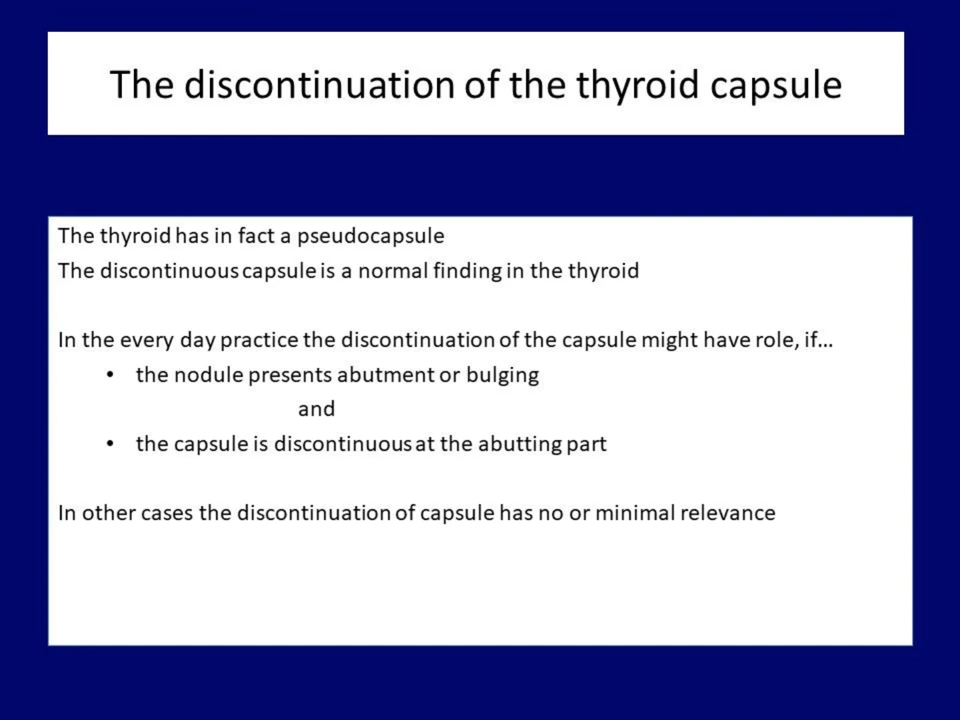 The discontinuation of the thyroid capsule
The thyroid has in fact a pseudocapsule
The discontinuous capsule is a normal finding in the thyroid
In the every day practice the discontinuation of the capsule might have role, if...
• the nodule presents abutment or bulging
and
• the capsule is discontinuous at the abutting part
In other cases the discontinuation of capsule has no or minimal relevance